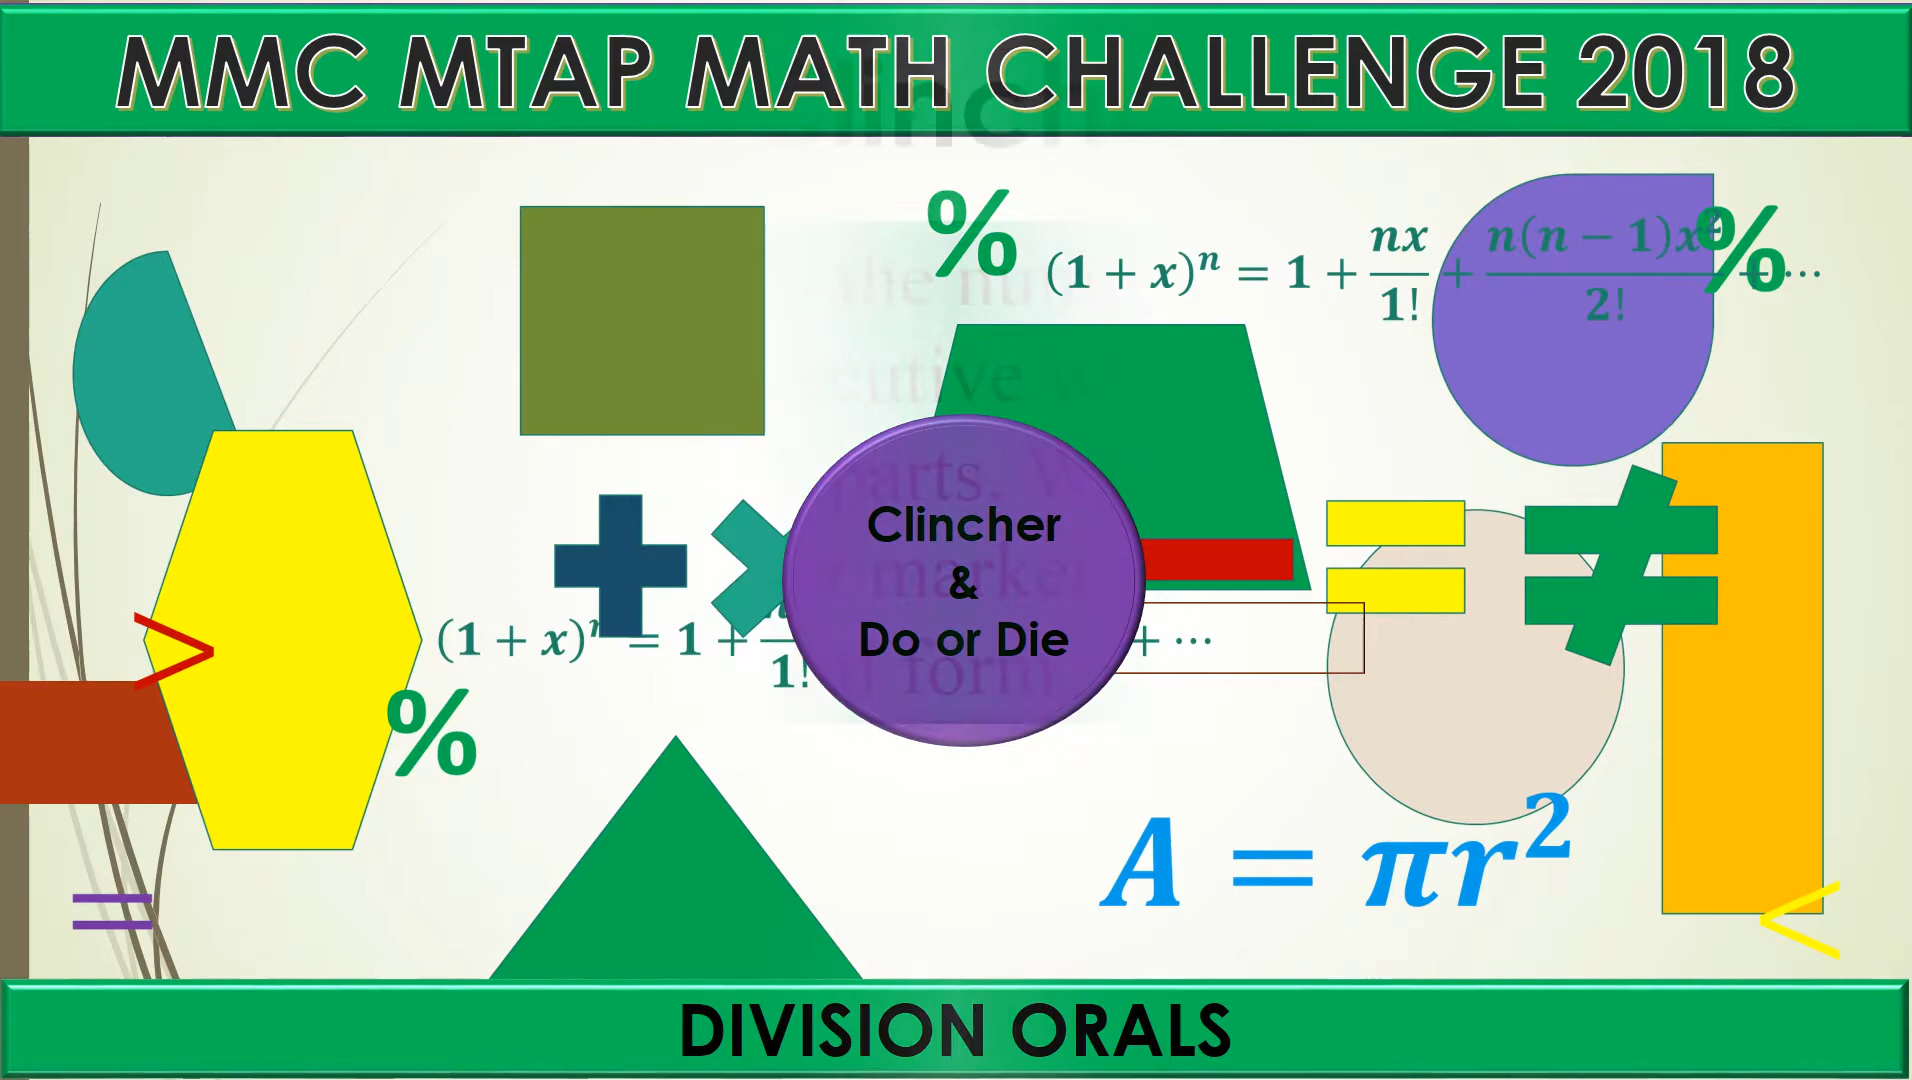 MMC MTAP MATH CHALLENGE 2018
%
%
(1 + x)ⁿ = 1 + nx/1! + n(n − 1)x²/2! + ⋯
Clincher
&
Do or Die
= 
≠
>
(1 + x)ⁿ = 1 + 1! + ⋯
%
A = πr²
=
<
DIVISION ORALS